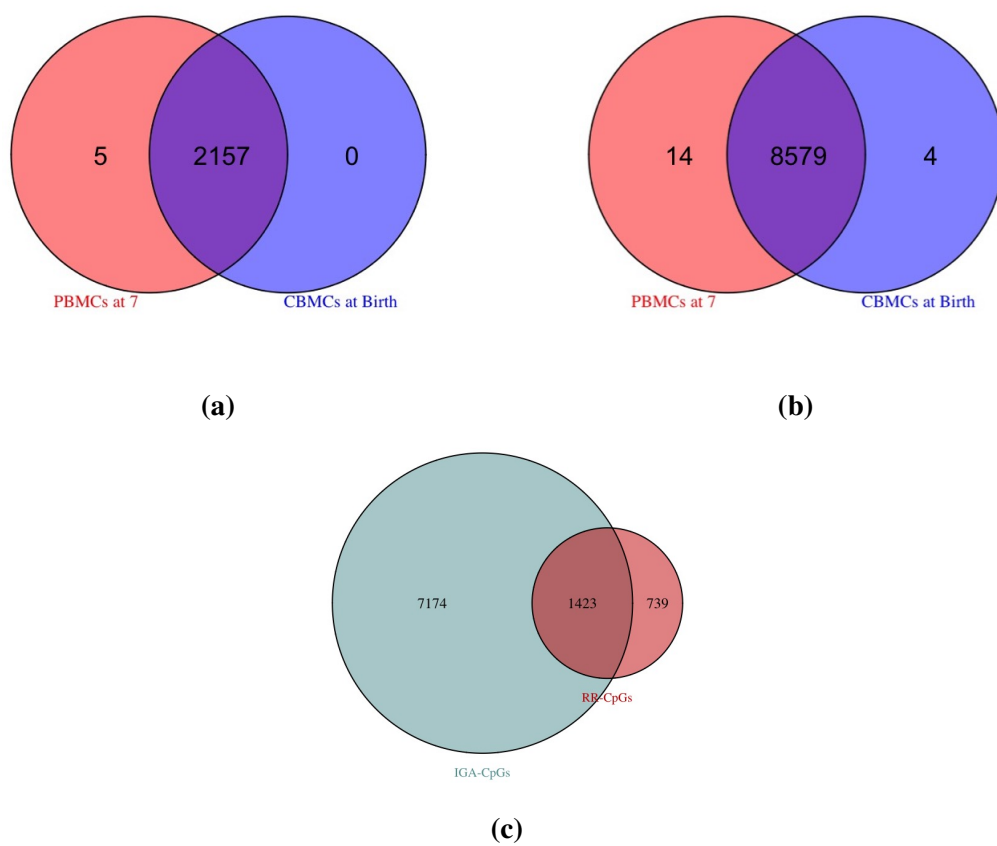 5 2157 0
14 8579 4
PBMCs at 7 CBMCs at Birth
PBMCs at 7 CBMCs at Birth
(a)
(b)
7174 1423 739
RR-CpGs
IGA-CpGs
(c)